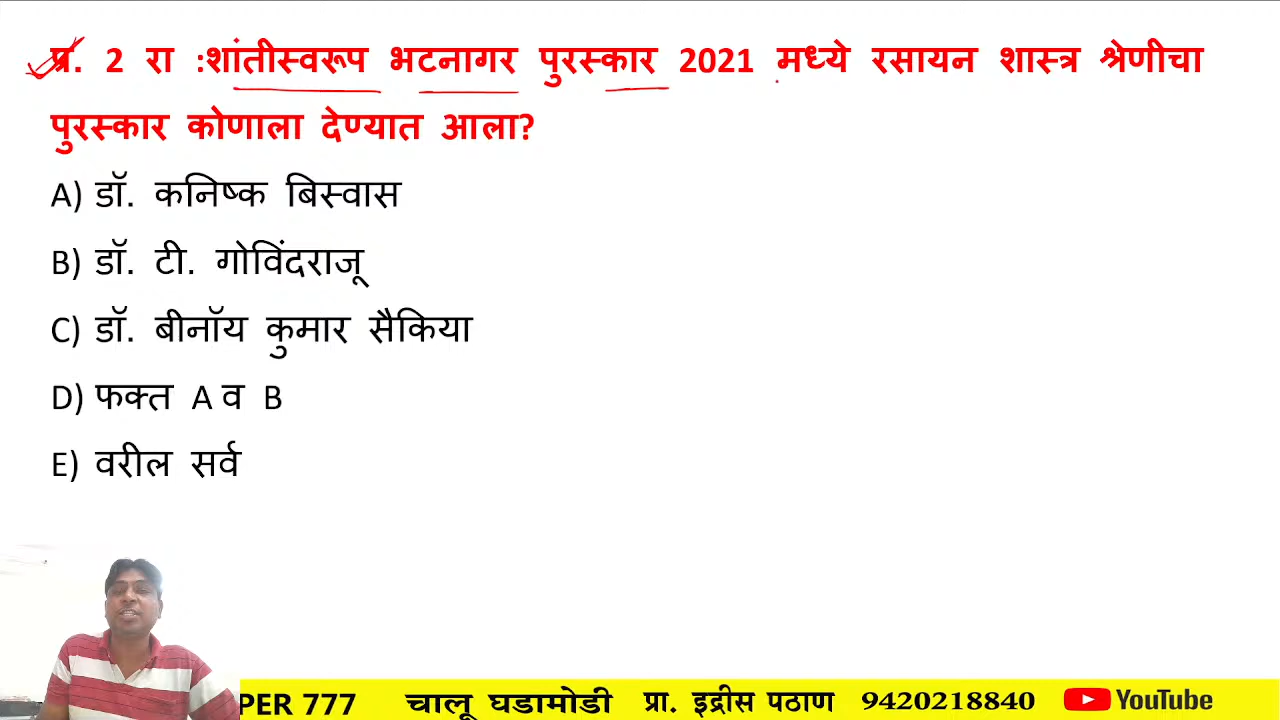 प्र. 2 रा :शांतीस्वरूप भटनागर पुरस्कार 2021 मध्ये रसायन शास्त्र श्रेणीचा
पुरस्कार कोणाला देण्यात आला?
A) डॉ. कनिष्क बिस्वास
B) डॉ. टी. गोविंदराजू
C) डॉ. बीनॉय कुमार सैकिया
D) फक्त A व B
E) वरील सर्व
PER 777 चालू घडामोडी प्रा. इद्रीस पठाण 9420218840 YouTube